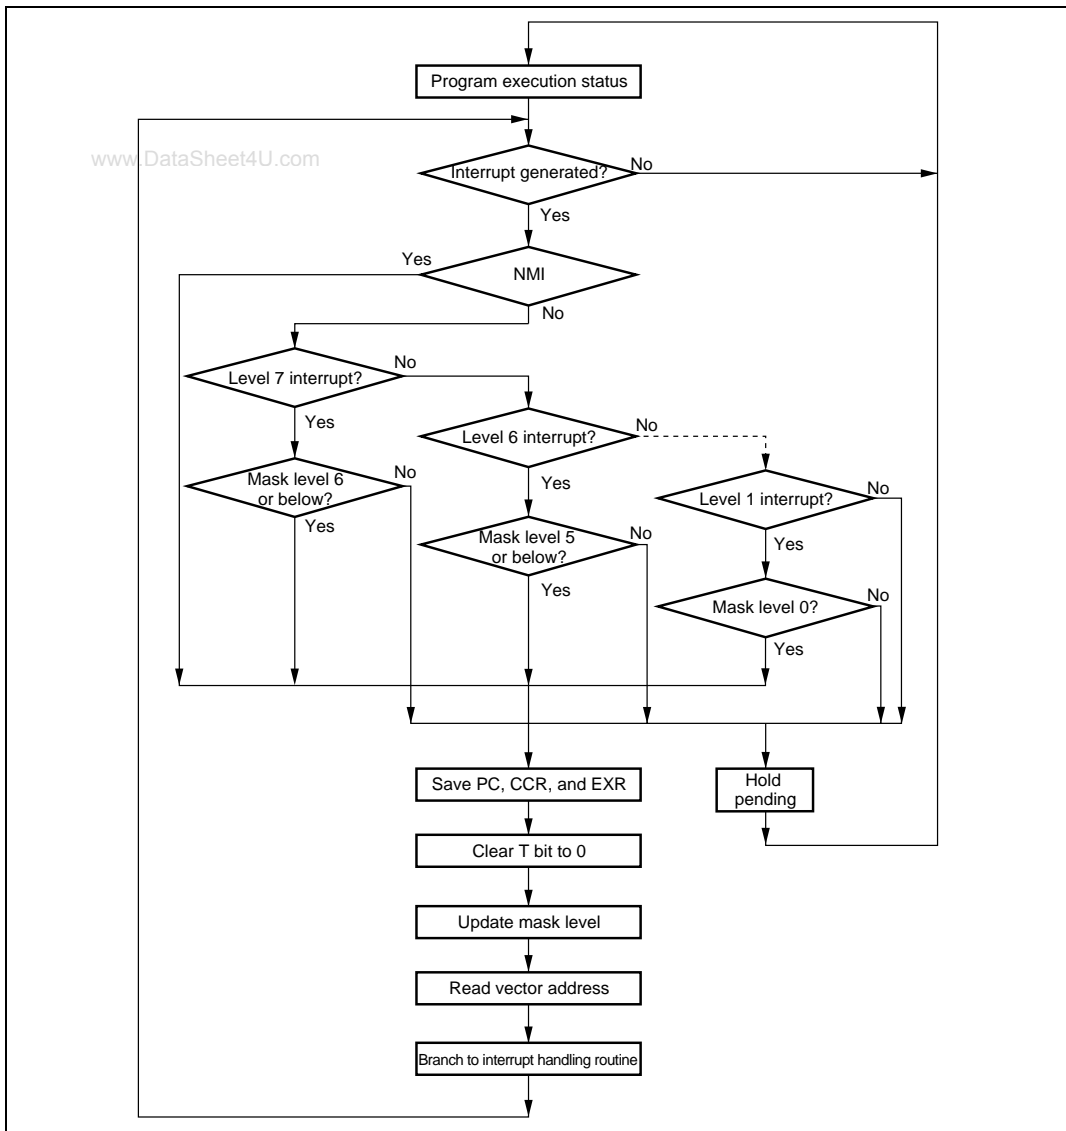 Program execution status
www.DataSheet4U.com
Interrupt generated?
No
Yes
Yes
NMI
No
Level 7 interrupt?
No
Yes
Level 6 interrupt?
No
Yes
Mask level 6
or below?
No
Yes
Level 1 interrupt?
No
Yes
Mask level 5
or below?
No
Yes
Mask level 0?
No
Yes
Save PC, CCR, and EXR
Hold
pending
Clear T bit to 0
Update mask level
Read vector address
Branch to interrupt handling routine